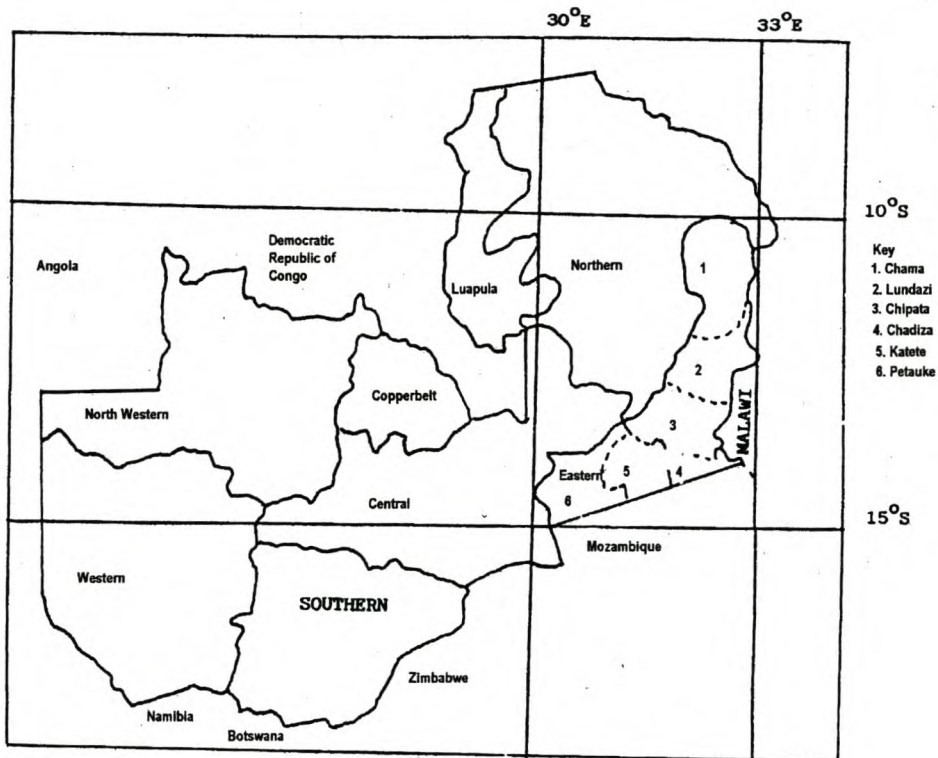 30°E
33°E
10°S
Angola
Democratic
Republic of
Congo
Luapula
Northern
1
Key
1. Chama
2. Lundazi
3. Chipata
4. Chadiza
5. Katete
6. Petauke
2
North Western
Copperbelt
3
MALAWI
Eastern
5
4
6
Central
15°S
Mozambique
Western
SOUTHERN
Zimbabwe
Namibia
Botswana